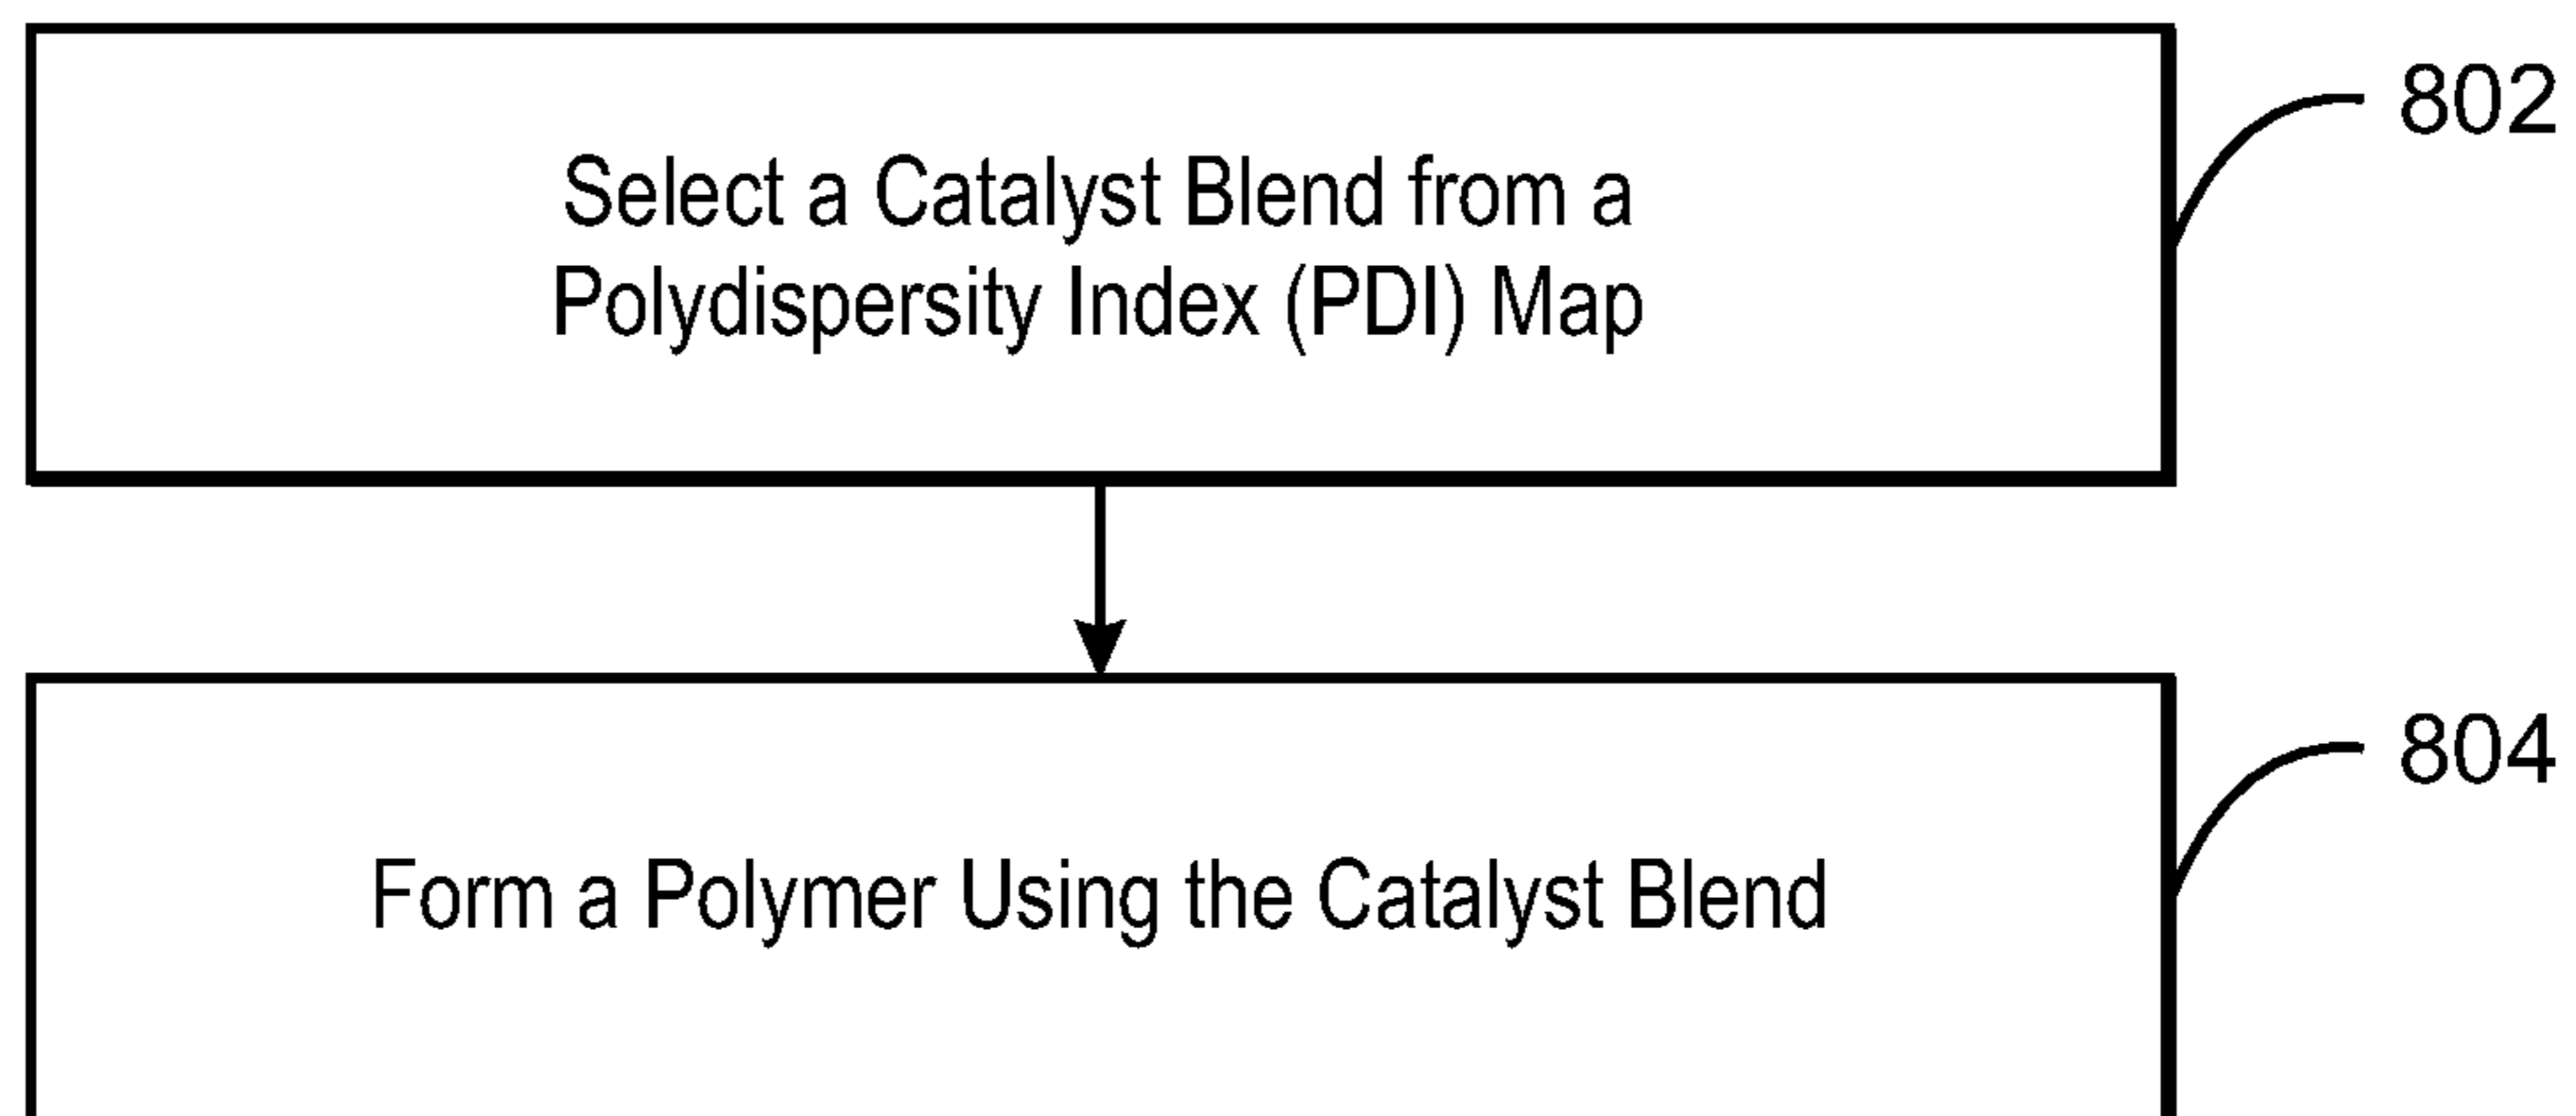 802
Select a Catalyst Blend from a
Polydispersity Index (PDI) Map
804
Form a Polymer Using the Catalyst Blend